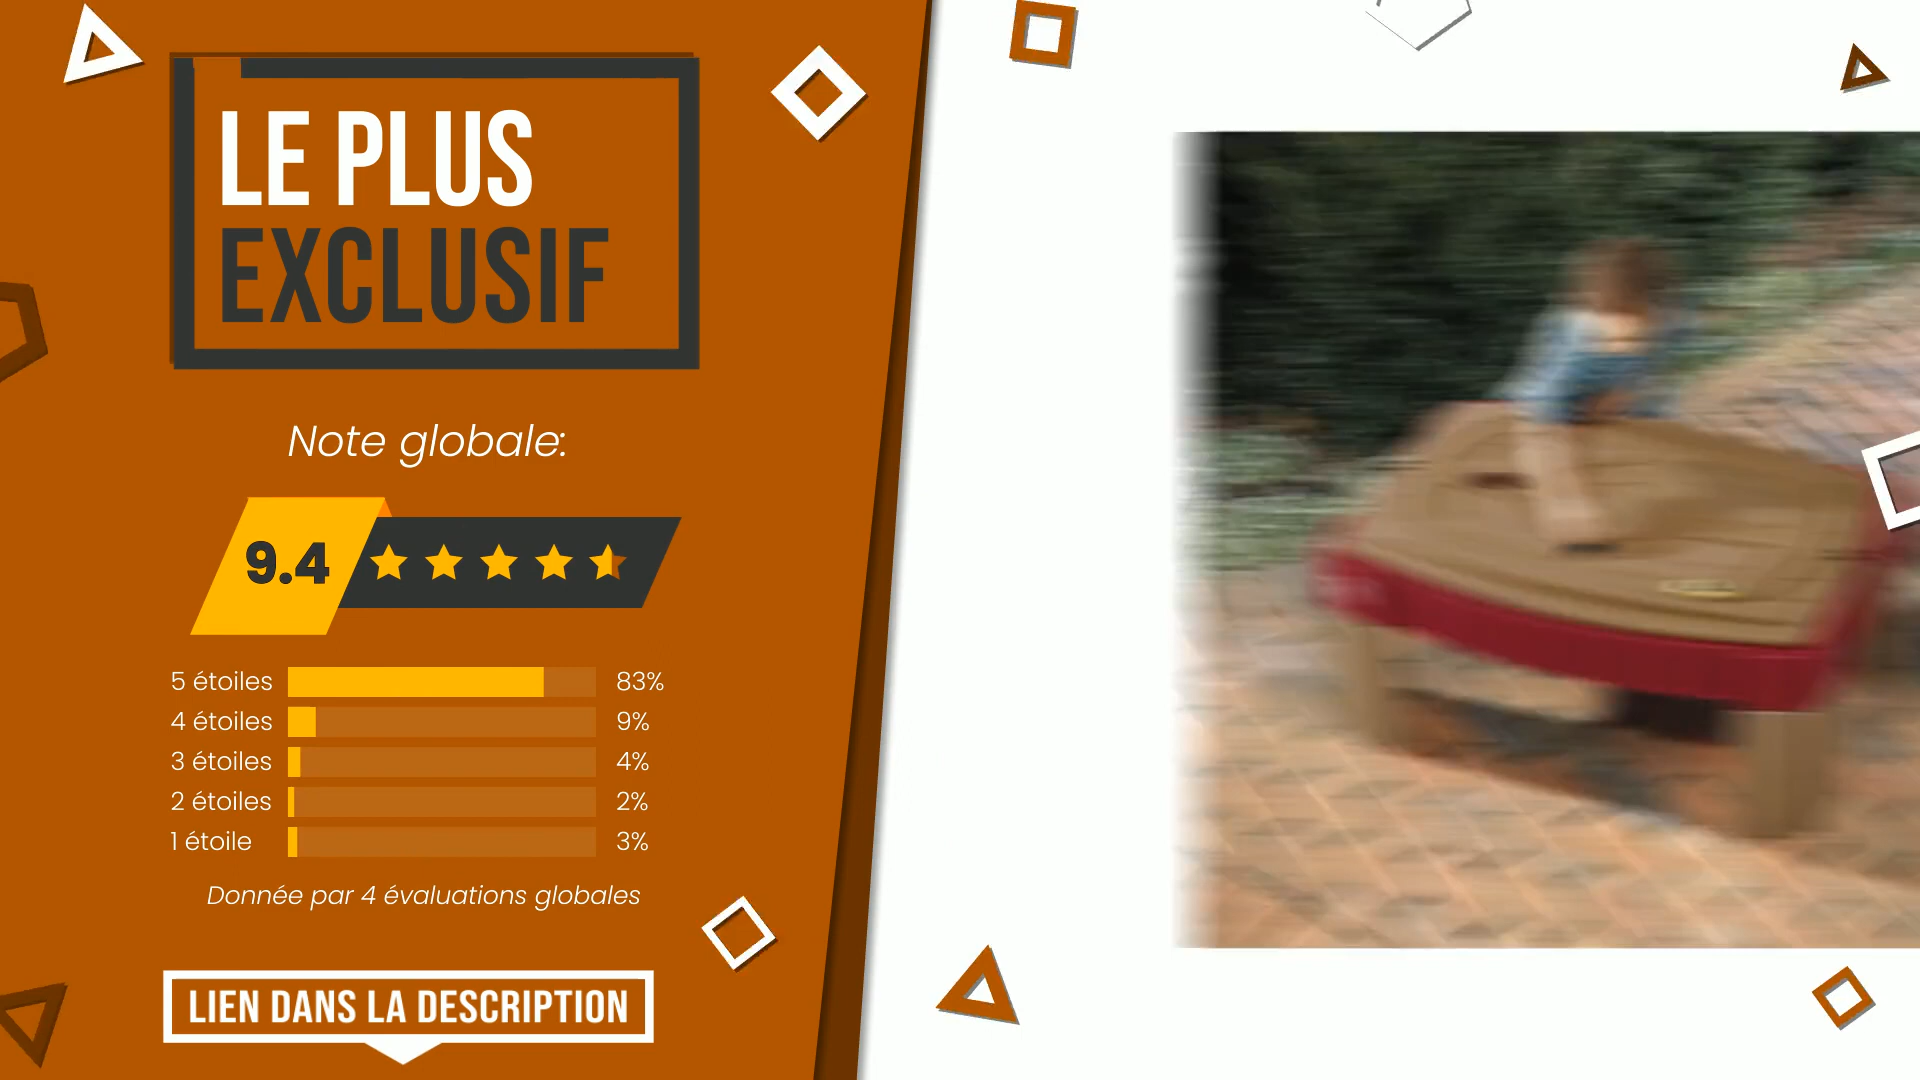 LE PLUS
EXCLUSIF
Note globale:
9.4
5 étoiles 83%
4 étoiles 9%
3 étoiles 4%
2 étoiles 2%
1 étoile 3%
Donnée par 4 évaluations globales
LIEN DANS LA DESCRIPTION